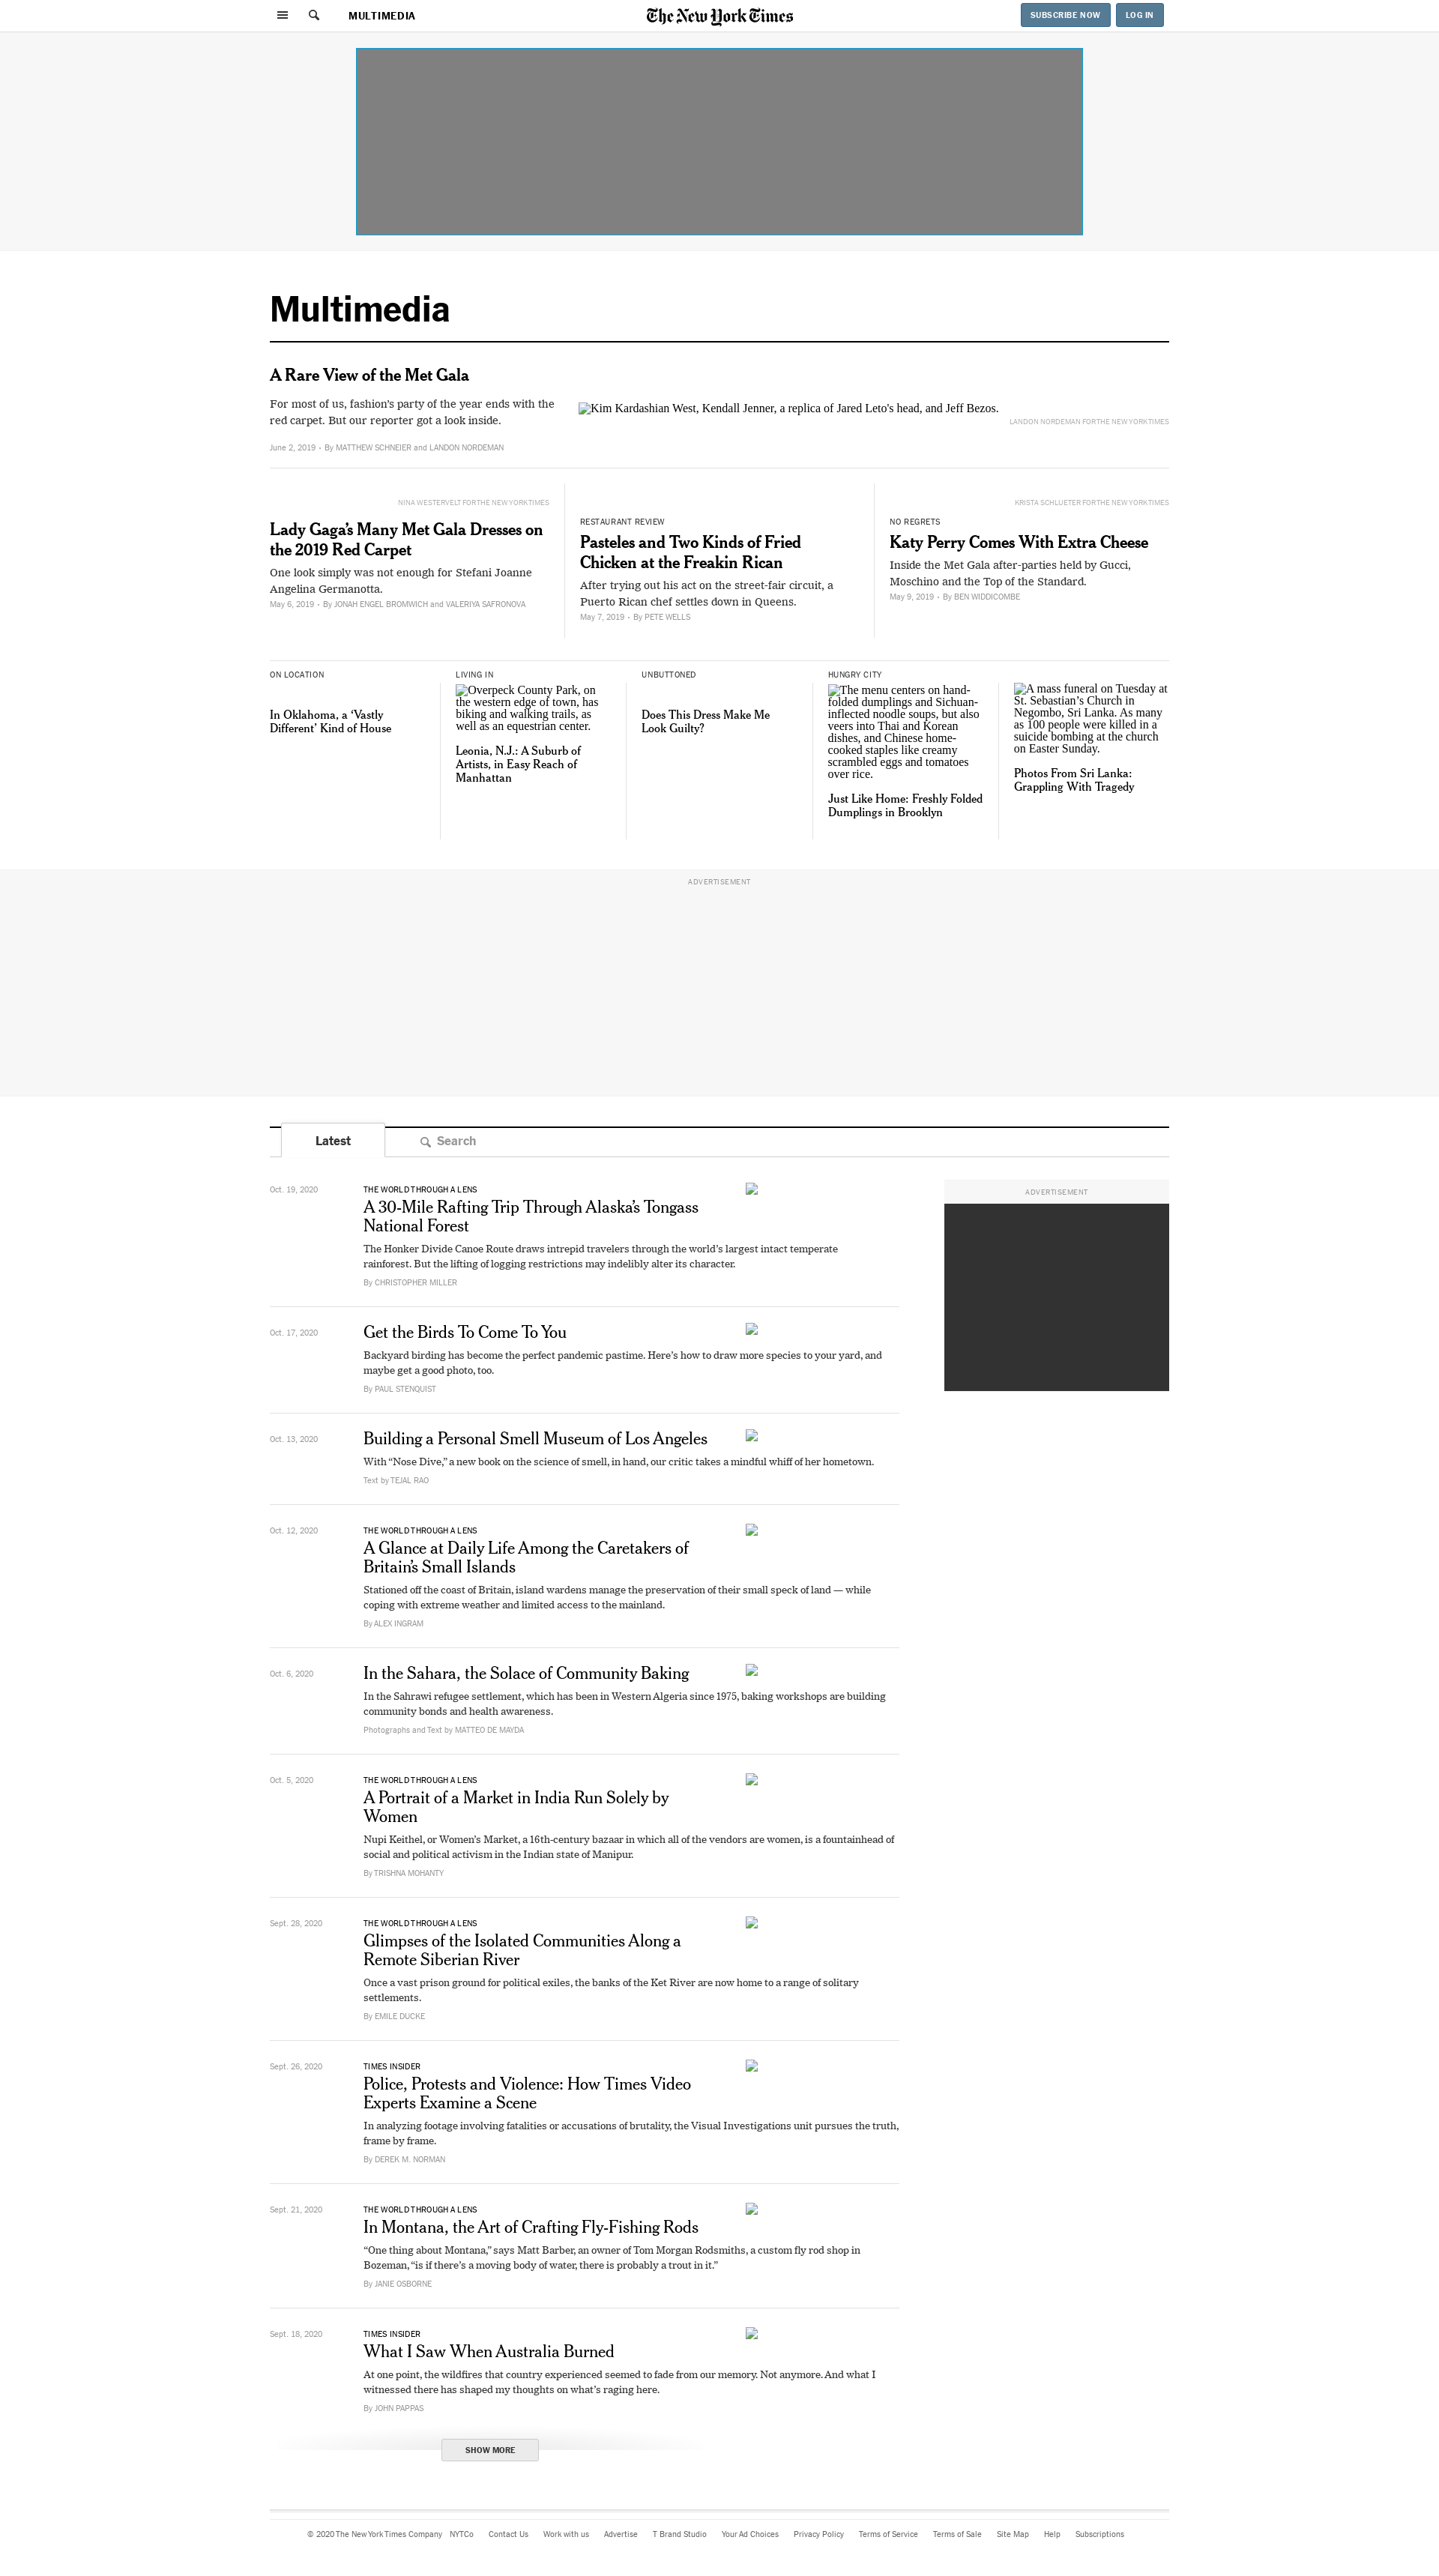 MULTIMEDIA
The New York Times
SUBSCRIBE NOW
LOG IN
Multimedia
A Rare View of the Met Gala
For most of us, fashion's party of the year ends with the
red carpet. But our reporter got a look inside.
June 2, 2019 • By MATTHEW SCHNEIER and LANDON NORDEMAN
Kim Kardashian West, Kendall Jenner, a replica of Jared Leto's head, and Jeff Bezos.
LANDON NORDEMAN FOR THE NEW YORK TIMES
NINA WESTERVELT FOR THE NEW YORK TIMES
Lady Gaga’s Many Met Gala Dresses on
the 2019 Red Carpet
One look simply was not enough for Stefani Joanne
Angelina Germanotta.
May 6, 2019 • By JONAH ENGEL BROMWICH and VALERIYA SAFRONOVA
RESTAURANT REVIEW
Pasteles and Two Kinds of Fried
Chicken at the Freakin Rican
After trying out his act on the street-fair circuit, a
Puerto Rican chef settles down in Queens.
May 7, 2019 • By PETE WELLS
KRISTA SCHLUETER FOR THE NEW YORK TIMES
NO REGRETS
Katy Perry Comes With Extra Cheese
Inside the Met Gala after-parties held by Gucci,
Moschino and the Top of the Standard.
May 9, 2019 • By BEN WIDDICOMBE
ON LOCATION
In Oklahoma, a ‘Vastly
Different’ Kind of House
LIVING IN
Overpeck County Park, on
the western edge of town, has
biking and walking trails, as
well as an equestrian center.
Leonia, N.J.: A Suburb of
Artists, in Easy Reach of
Manhattan
UNBUTTONED
Does This Dress Make Me
Look Guilty?
HUNGRY CITY
The menu centers on hand-
folded dumplings and Sichuan-
inflected noodle soups, but also
veers into Thai and Korean
dishes, and Chinese home-
cooked staples like creamy
scrambled eggs and tomatoes
over rice.
Just Like Home: Freshly Folded
Dumplings in Brooklyn
A mass funeral on Tuesday at
St. Sebastian’s Church in
Negombo, Sri Lanka. As many
as 100 people were killed in a
suicide bombing at the church
on Easter Sunday.
Photos From Sri Lanka:
Grappling With Tragedy
ADVERTISEMENT
Latest
Search
ADVERTISEMENT
Oct. 19, 2020
THE WORLD THROUGH A LENS
A 30-Mile Rafting Trip Through Alaska’s Tongass
National Forest
The Honker Divide Canoe Route draws intrepid travelers through the world’s largest intact temperate
rainforest. But the lifting of logging restrictions may indelibly alter its character.
By CHRISTOPHER MILLER
Oct. 17, 2020
Get the Birds To Come To You
Backyard birding has become the perfect pandemic pastime. Here’s how to draw more species to your yard, and
maybe get a good photo, too.
By PAUL STENQUIST
Oct. 13, 2020
Building a Personal Smell Museum of Los Angeles
With “Nose Dive,” a new book on the science of smell, in hand, our critic takes a mindful whiff of her hometown.
Text by TEJAL RAO
Oct. 12, 2020
THE WORLD THROUGH A LENS
A Glance at Daily Life Among the Caretakers of
Britain’s Small Islands
Stationed off the coast of Britain, island wardens manage the preservation of their small speck of land — while
coping with extreme weather and limited access to the mainland.
By ALEX INGRAM
Oct. 6, 2020
In the Sahara, the Solace of Community Baking
In the Sahrawi refugee settlement, which has been in Western Algeria since 1975, baking workshops are building
community bonds and health awareness.
Photographs and Text by MATTEO DE MAYDA
Oct. 5, 2020
THE WORLD THROUGH A LENS
A Portrait of a Market in India Run Solely by
Women
Nupi Keithel, or Women’s Market, a 16th-century bazaar in which all of the vendors are women, is a fountainhead of
social and political activism in the Indian state of Manipur.
By TRISHNA MOHANTY
Sept. 28, 2020
THE WORLD THROUGH A LENS
Glimpses of the Isolated Communities Along a
Remote Siberian River
Once a vast prison ground for political exiles, the banks of the Ket River are now home to a range of solitary
settlements.
By EMILE DUCKE
Sept. 26, 2020
TIMES INSIDER
Police, Protests and Violence: How Times Video
Experts Examine a Scene
In analyzing footage involving fatalities or accusations of brutality, the Visual Investigations unit pursues the truth,
frame by frame.
By DEREK M. NORMAN
Sept. 21, 2020
THE WORLD THROUGH A LENS
In Montana, the Art of Crafting Fly-Fishing Rods
“One thing about Montana,” says Matt Barber, an owner of Tom Morgan Rodsmiths, a custom fly rod shop in
Bozeman, “is if there’s a moving body of water, there is probably a trout in it.”
By JANIE OSBORNE
Sept. 18, 2020
TIMES INSIDER
What I Saw When Australia Burned
At one point, the wildfires that country experienced seemed to fade from our memory. Not anymore. And what I
witnessed there has shaped my thoughts on what’s raging here.
By JOHN PAPPAS
SHOW MORE
© 2020 The New York Times Company NYTCo Contact Us Work with us Advertise T Brand Studio Your Ad Choices Privacy Policy Terms of Service Terms of Sale Site Map Help Subscriptions